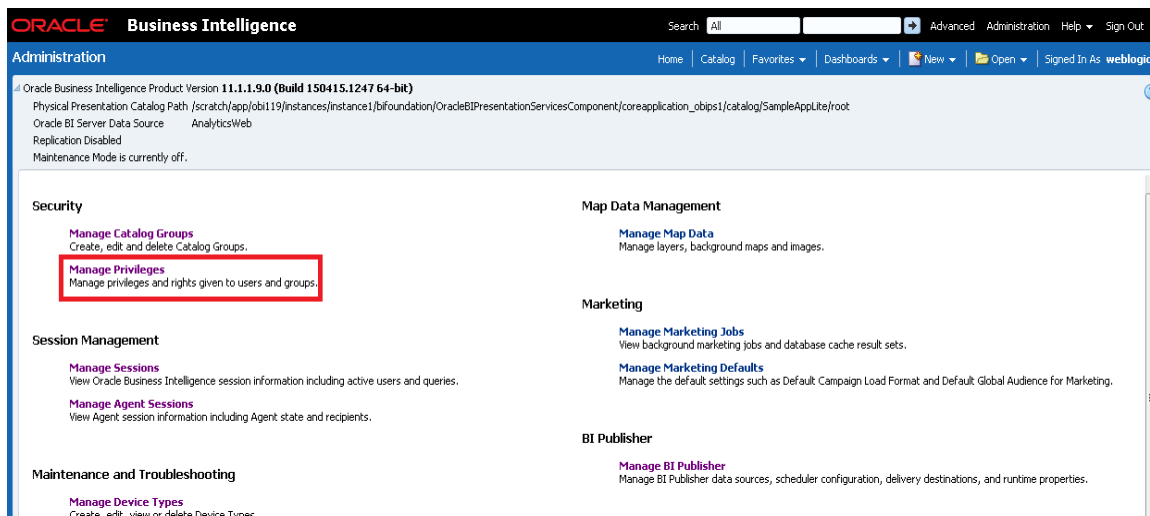 ORACLE® Business Intelligence
Search All Advanced Administration Help Sign Out
Administration
Home Catalog Favorites Dashboards New Open Signed In As weblogic
Oracle Business Intelligence Product Version 11.1.1.9.0 (Build 150415.1247 64-bit)
Physical Presentation Catalog Path /scratch/app/obi119/instances/instance1/bifoundation/OracleBIPresentationServicesComponent/coreapplication_obips1/catalog/SampleAppLite/root
Oracle BI Server Data Source AnalyticsWeb
Replication Disabled
Maintenance Mode is currently off.
Security
Manage Catalog Groups
Create, edit and delete Catalog Groups.
Manage Privileges
Manage privileges and rights given to users and groups.
Session Management
Manage Sessions
View Oracle Business Intelligence session information including active users and queries.
Manage Agent Sessions
View Agent session information including Agent state and recipients.
Maintenance and Troubleshooting
Manage Device Types
Create, edit, view or delete Device Types.
Map Data Management
Manage Map Data
Manage layers, background maps and images.
Marketing
Manage Marketing Jobs
View background marketing jobs and database cache result sets.
Manage Marketing Defaults
Manage the default settings such as Default Campaign Load Format and Default Global Audience for Marketing.
BI Publisher
Manage BI Publisher
Manage BI Publisher data sources, scheduler configuration, delivery destinations, and runtime properties.